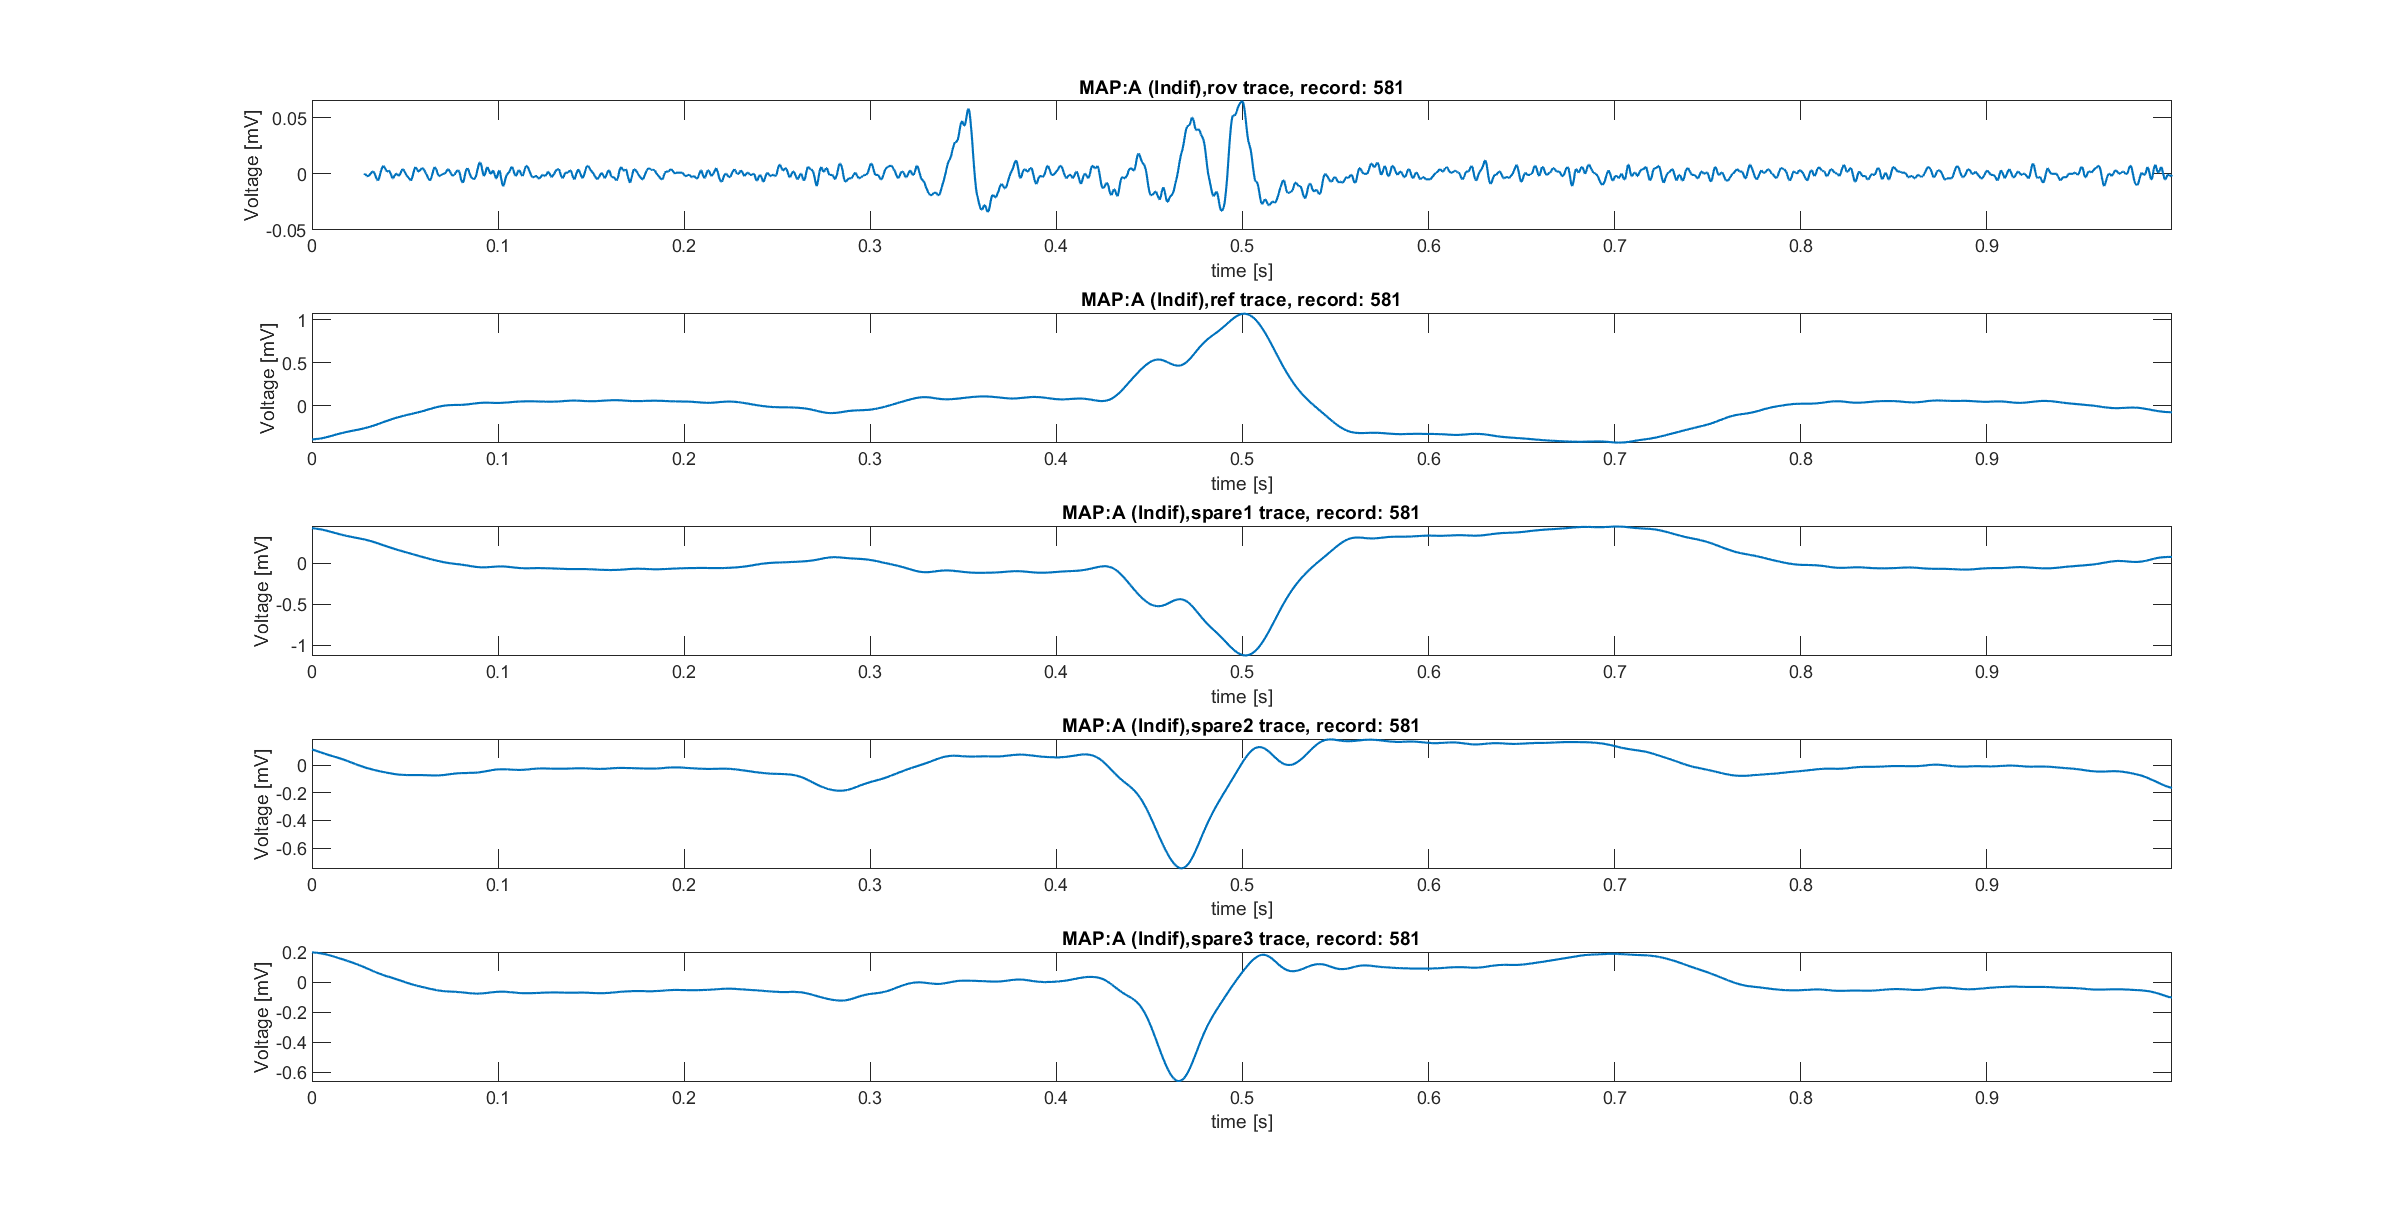 MAP:A (Indif),rov trace, record: 581
Voltage [mV]
0.05
0
-0.05
0 0.1 0.2 0.3 0.4 0.5 0.6 0.7 0.8 0.9
time [s]
MAP:A (Indif),ref trace, record: 581
Voltage [mV]
1
0.5
0
0 0.1 0.2 0.3 0.4 0.5 0.6 0.7 0.8 0.9
time [s]
MAP:A (Indif),spare1 trace, record: 581
Voltage [mV]
0
-0.5
-1
0 0.1 0.2 0.3 0.4 0.5 0.6 0.7 0.8 0.9
time [s]
MAP:A (Indif),spare2 trace, record: 581
Voltage [mV]
0
-0.2
-0.4
-0.6
0 0.1 0.2 0.3 0.4 0.5 0.6 0.7 0.8 0.9
time [s]
MAP:A (Indif),spare3 trace, record: 581
Voltage [mV]
0.2
0
-0.2
-0.4
-0.6
0 0.1 0.2 0.3 0.4 0.5 0.6 0.7 0.8 0.9
time [s]